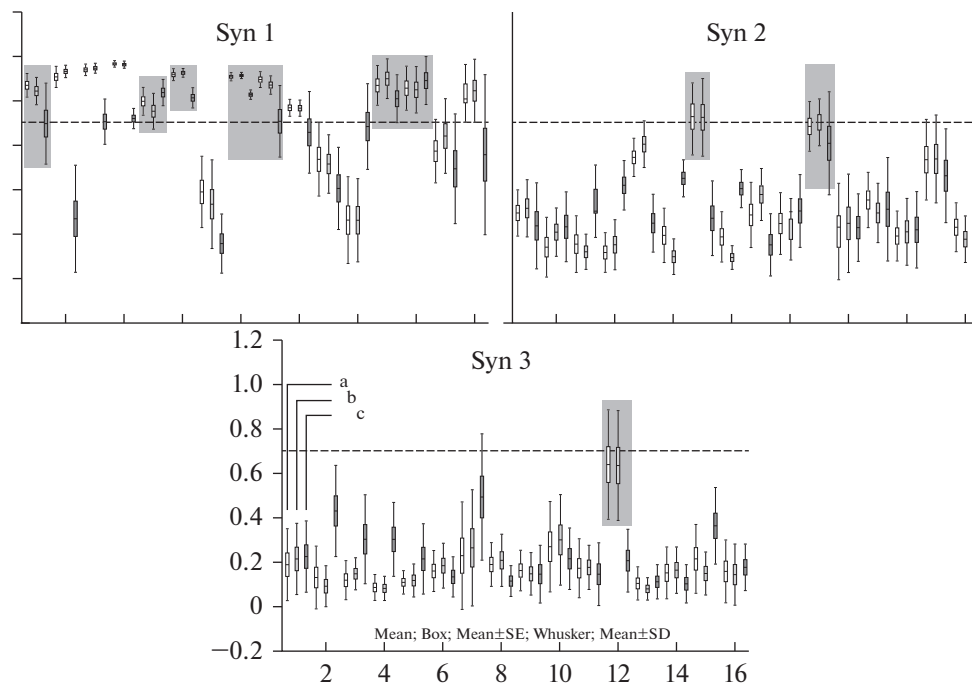 Syn 1
Syn 2
Syn 3
1.2
1.0
0.8
0.6
0.4
0.2
0
−0.2
a
b
c
Mean; Box; Mean±SE; Whusker; Mean±SD
2 4 6 8 10 12 14 16